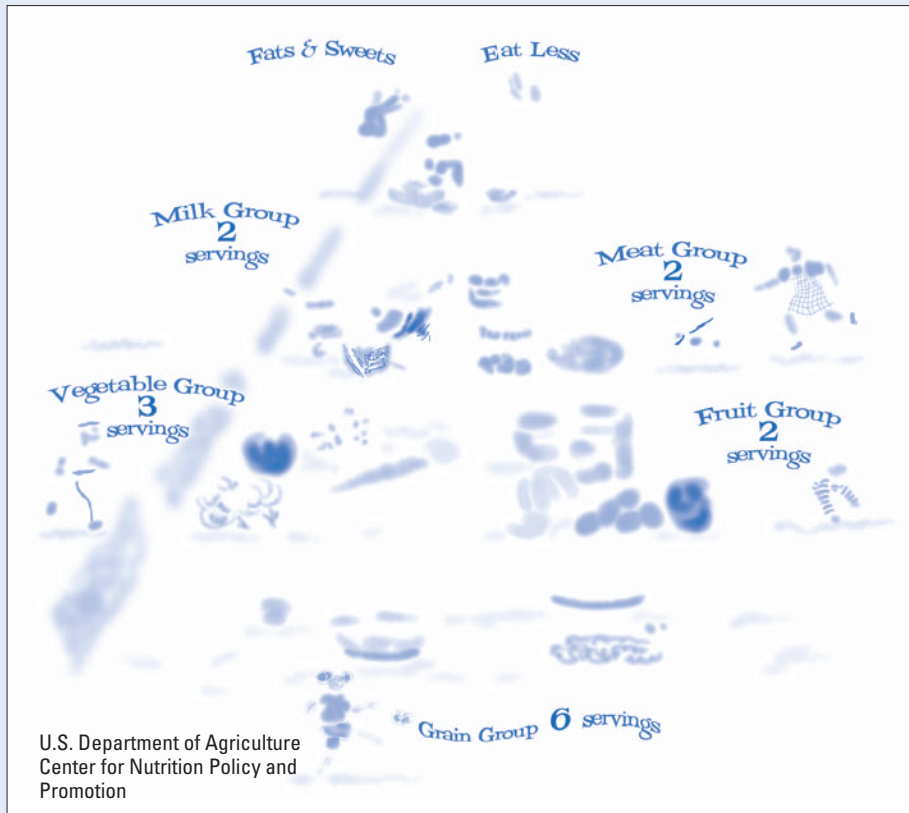 Fats & Sweets
Eat Less
Milk Group
2
servings
Meat Group
2
servings
Vegetable Group
3
servings
Fruit Group
2
servings
Grain Group 6 servings
U.S. Department of Agriculture
Center for Nutrition Policy and
Promotion